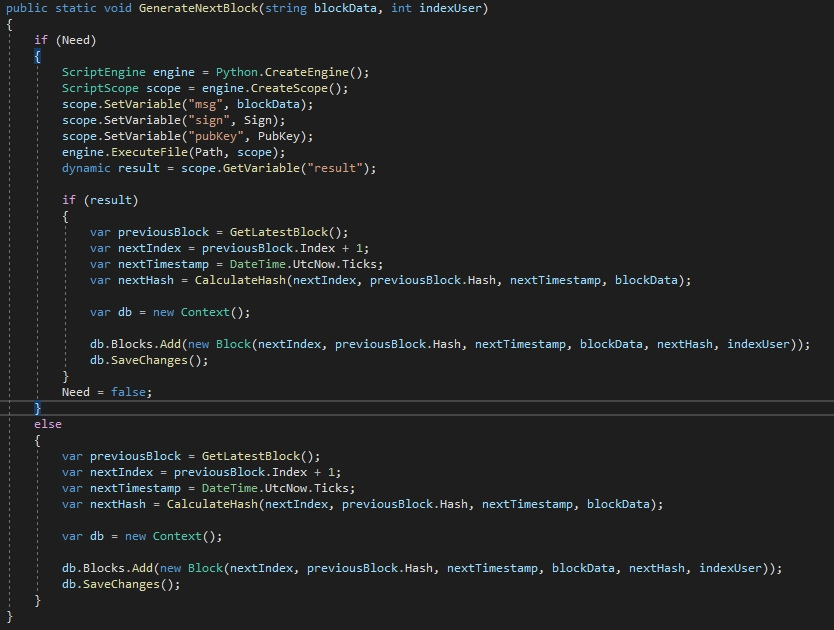 public static void GenerateNextBlock(string blockData, int indexUser)
{
if (Need)
{
ScriptEngine engine = Python.CreateEngine();
ScriptScope scope = engine.CreateScope();
scope.SetVariable("msg", blockData);
scope.SetVariable("sign", Sign);
scope.SetVariable("pubKey", PubKey);
engine.ExecuteFile(Path, scope);
dynamic result = scope.GetVariable("result");
if (result)
{
var previousBlock = GetLatestBlock();
var nextIndex = previousBlock.Index + 1;
var nextTimestamp = DateTime.UtcNow.Ticks;
var nextHash = CalculateHash(nextIndex, previousBlock.Hash, nextTimestamp, blockData);
var db = new Context();
db.Blocks.Add(new Block(nextIndex, previousBlock.Hash, nextTimestamp, blockData, nextHash, indexUser));
db.SaveChanges();
}
Need = false;
}
else
{
var previousBlock = GetLatestBlock();
var nextIndex = previousBlock.Index + 1;
var nextTimestamp = DateTime.UtcNow.Ticks;
var nextHash = CalculateHash(nextIndex, previousBlock.Hash, nextTimestamp, blockData);
var db = new Context();
db.Blocks.Add(new Block(nextIndex, previousBlock.Hash, nextTimestamp, blockData, nextHash, indexUser));
db.SaveChanges();
}
}